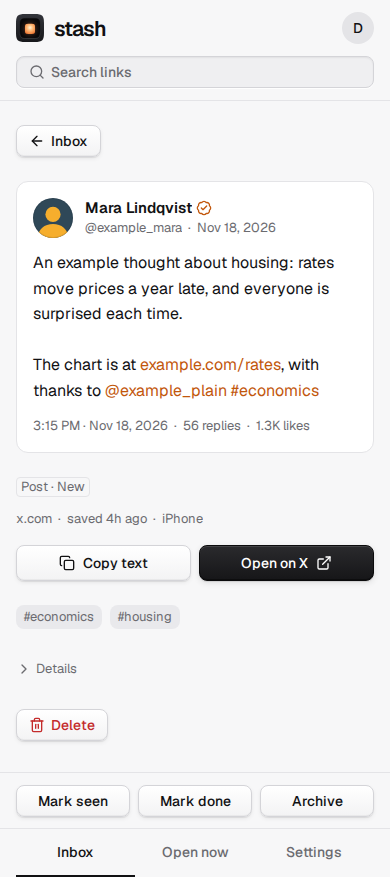 stash
D
Search links
Inbox
Mara Lindqvist
@example_mara · Nov 18, 2026
An example thought about housing: rates
move prices a year late, and everyone is
surprised each time.
The chart is at example.com/rates, with
thanks to @example_plain #economics
3:15 PM · Nov 18, 2026 · 56 replies · 1.3K likes
Post · New
x.com · saved 4h ago · iPhone
Copy text
Open on X
#economics
#housing
Details
Delete
Mark seen
Mark done
Archive
Inbox
Open now
Settings